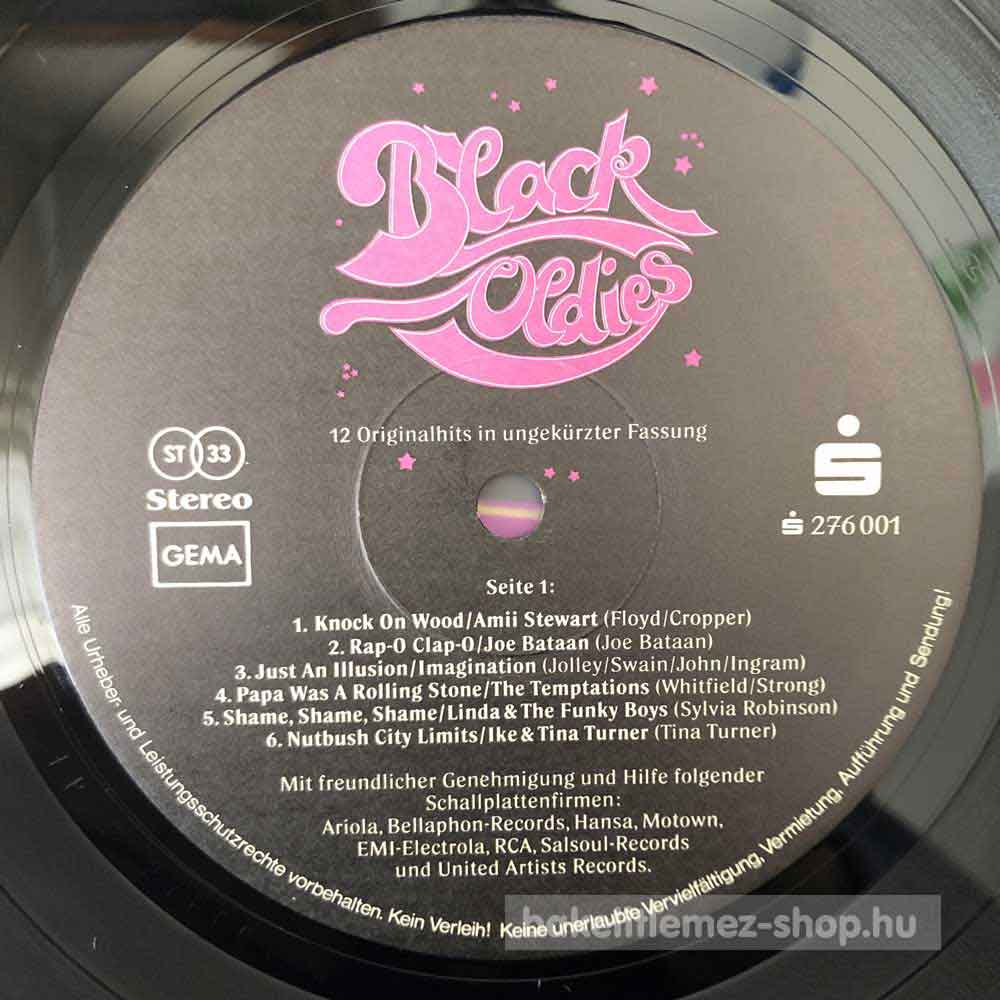 Black
Oldies
12 Originalhits in ungekürzter Fassung
ST 33
Stereo
GEMA
S
S 276 001
Seite 1:
1. Knock On Wood/Amii Stewart (Floyd/Cropper)
2. Rap-O Clap-O/Joe Bataan (Joe Bataan)
3. Just An Illusion/Imagination (Jolley/Swain/John/Ingram)
4. Papa Was A Rolling Stone/The Temptations (Whitfield/Strong)
5. Shame, Shame, Shame/Linda & The Funky Boys (Sylvia Robinson)
6. Nutbush City Limits/Ike & Tina Turner (Tina Turner)
Mit freundlicher Genehmigung und Hilfe folgender
Schallplattenfirmen:
Ariola, Bellaphon-Records, Hansa, Motown,
EMI-Electrola, RCA, Salsoul-Records
und United Artists Records.
Alle Urheber- und Leistungsschutzrechte vorbehalten. Kein Verleih! Keine unerlaubte Vervielfältigung, Vermietung, Aufführung und Sendung!
bakelitlemez-shop.hu